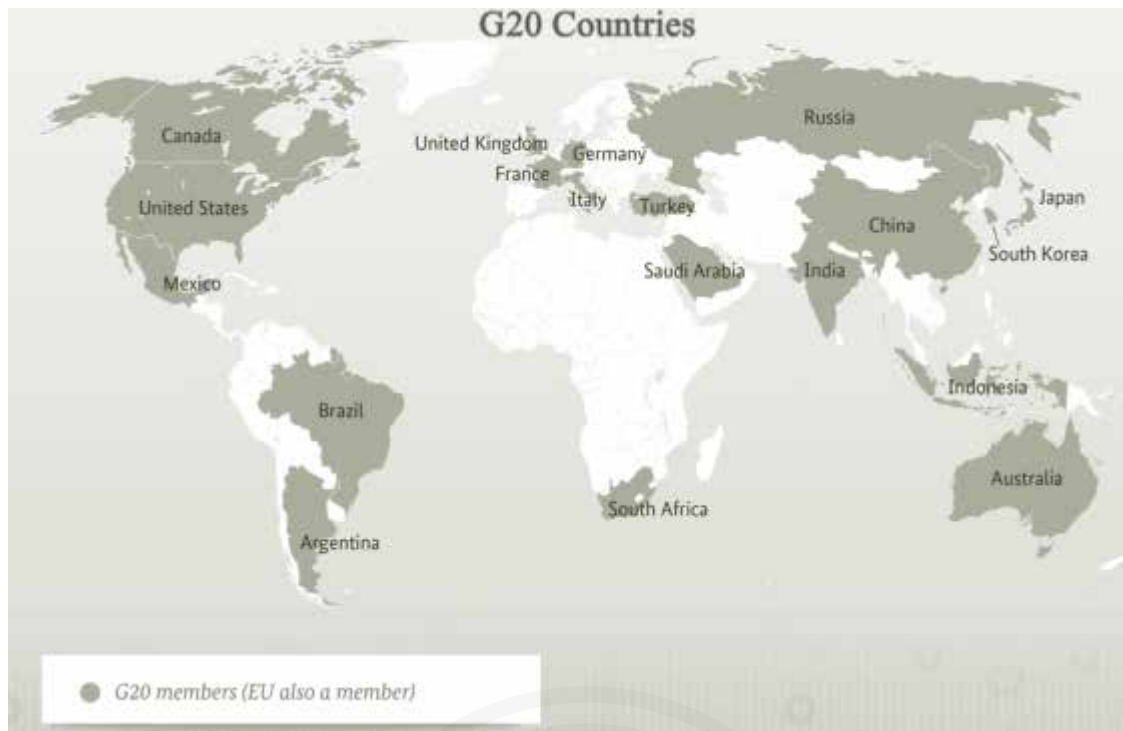 G20 Countries
Canada
United States
Mexico
Brazil
Argentina
United Kingdom
France
Germany
Italy
Turkey
Russia
Japan
China
South Korea
Saudi Arabia
India
Indonesia
Australia
South Africa
G20 members (EU also a member)